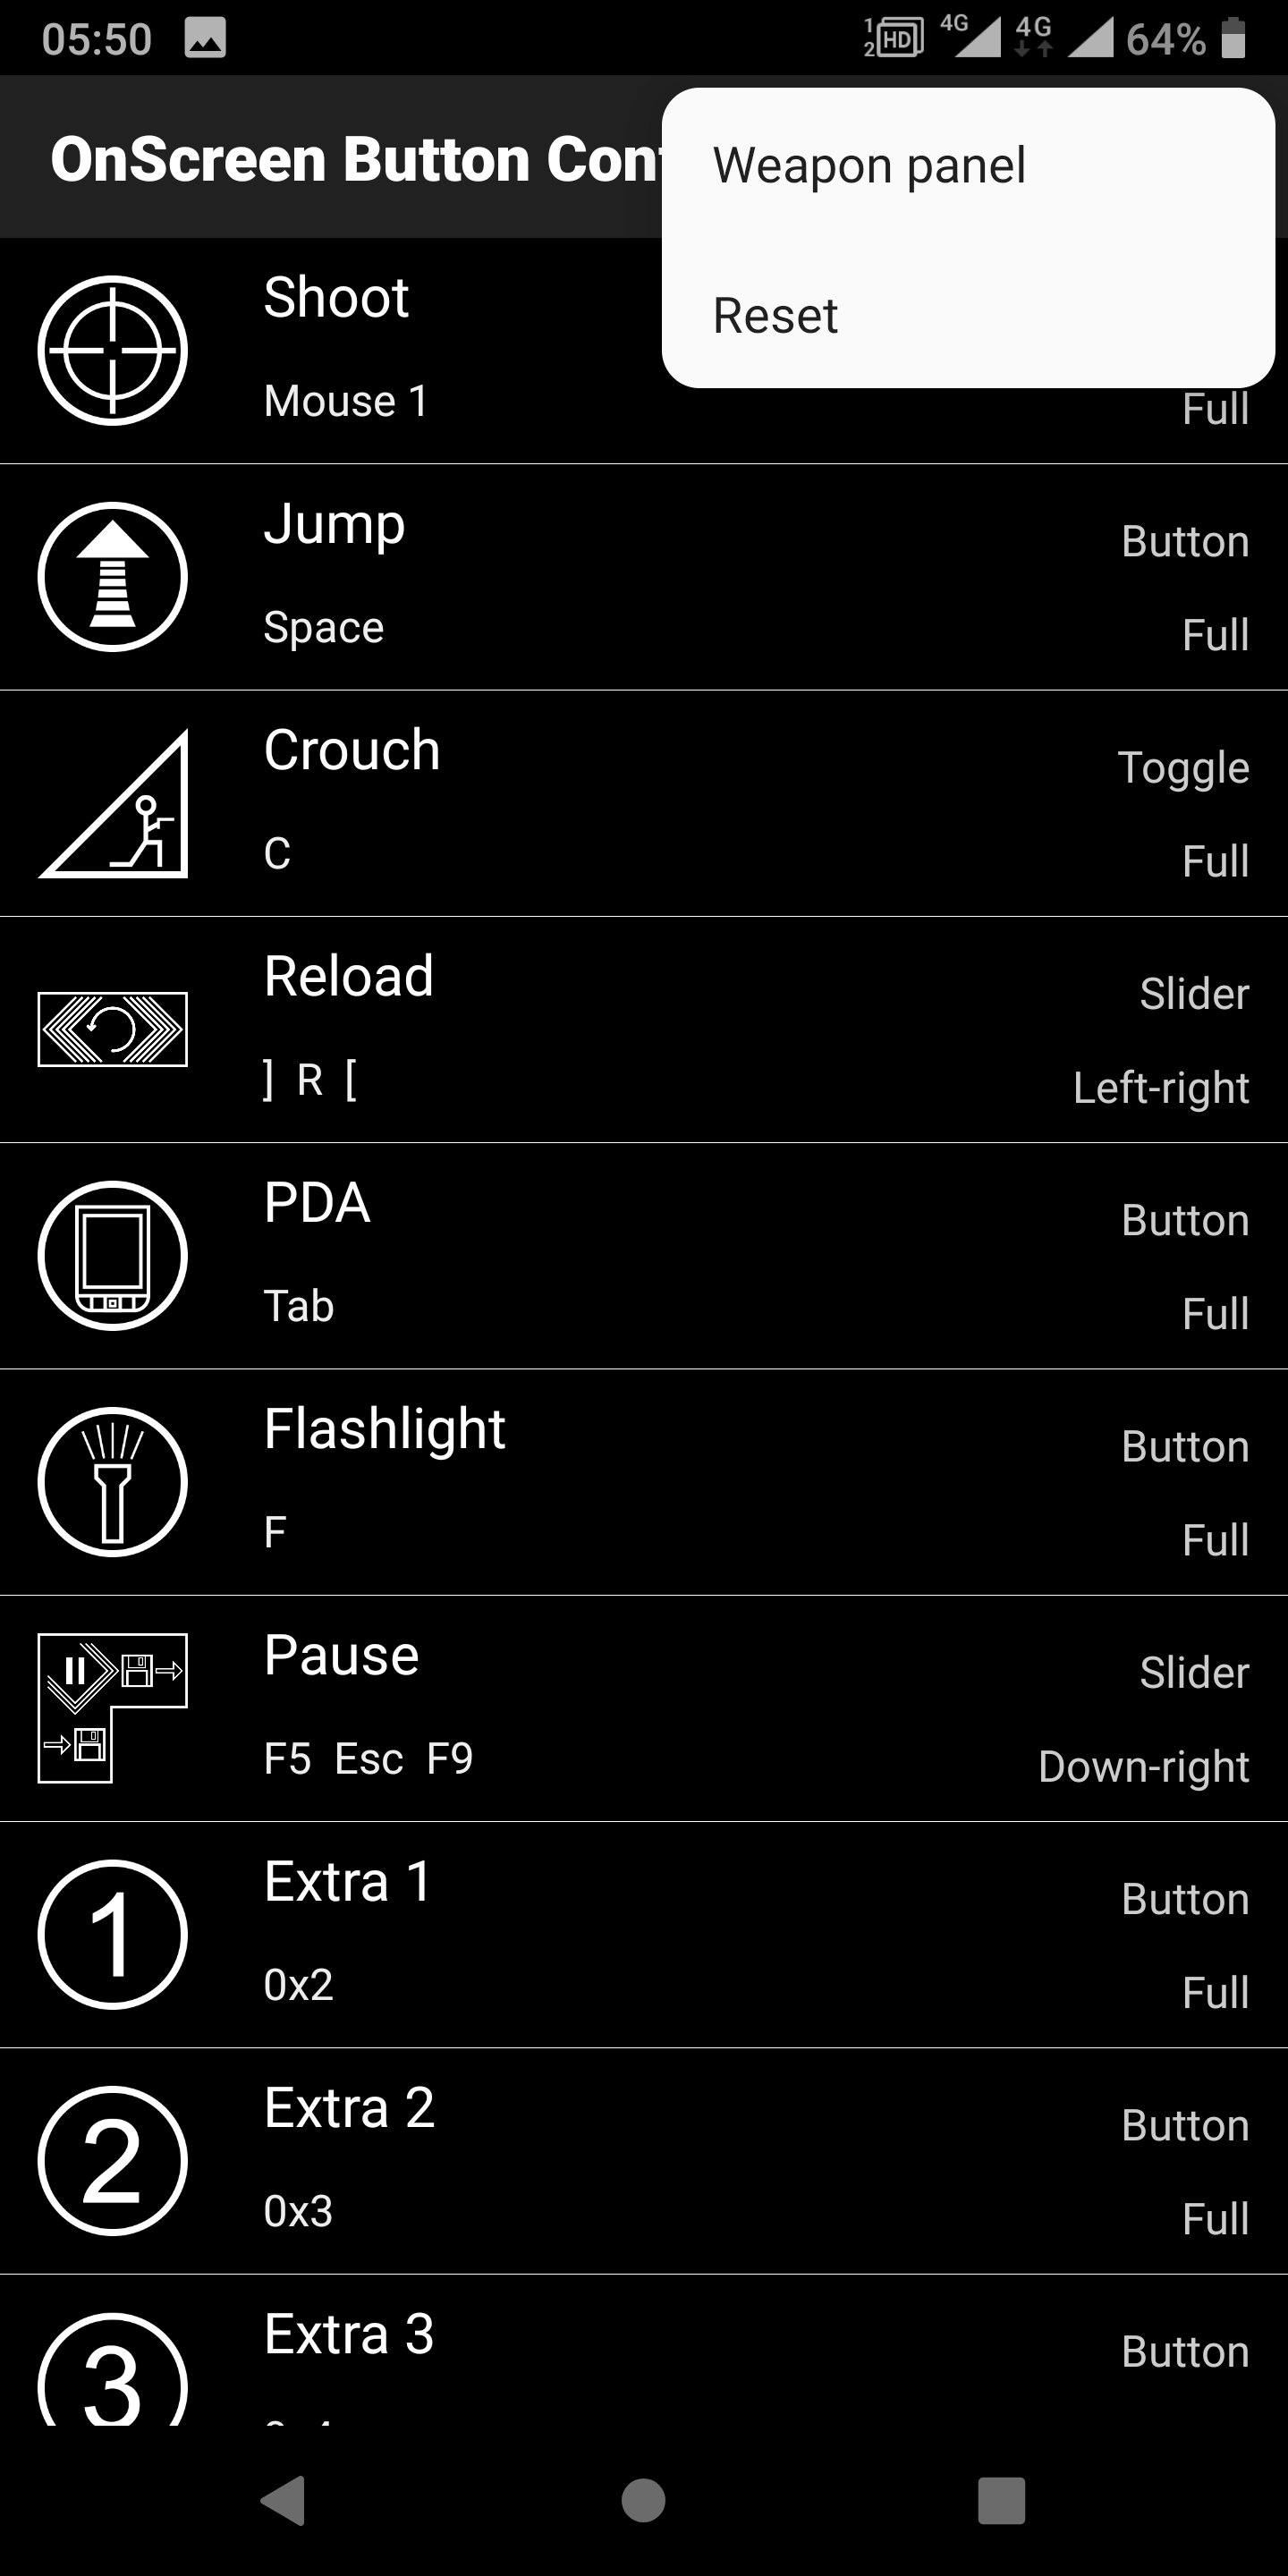 05:50
1 2 HD 4G 4G 64%
OnScreen Button Con
Weapon panel
Reset
Shoot
Mouse 1
Full
Jump
Button
Space
Full
Crouch
Toggle
C
Full
Reload
Slider
] R [
Left-right
PDA
Button
Tab
Full
Flashlight
Button
F
Full
Pause
Slider
F5 Esc F9
Down-right
1
Extra 1
Button
0x2
Full
2
Extra 2
Button
0x3
Full
3
Extra 3
Button